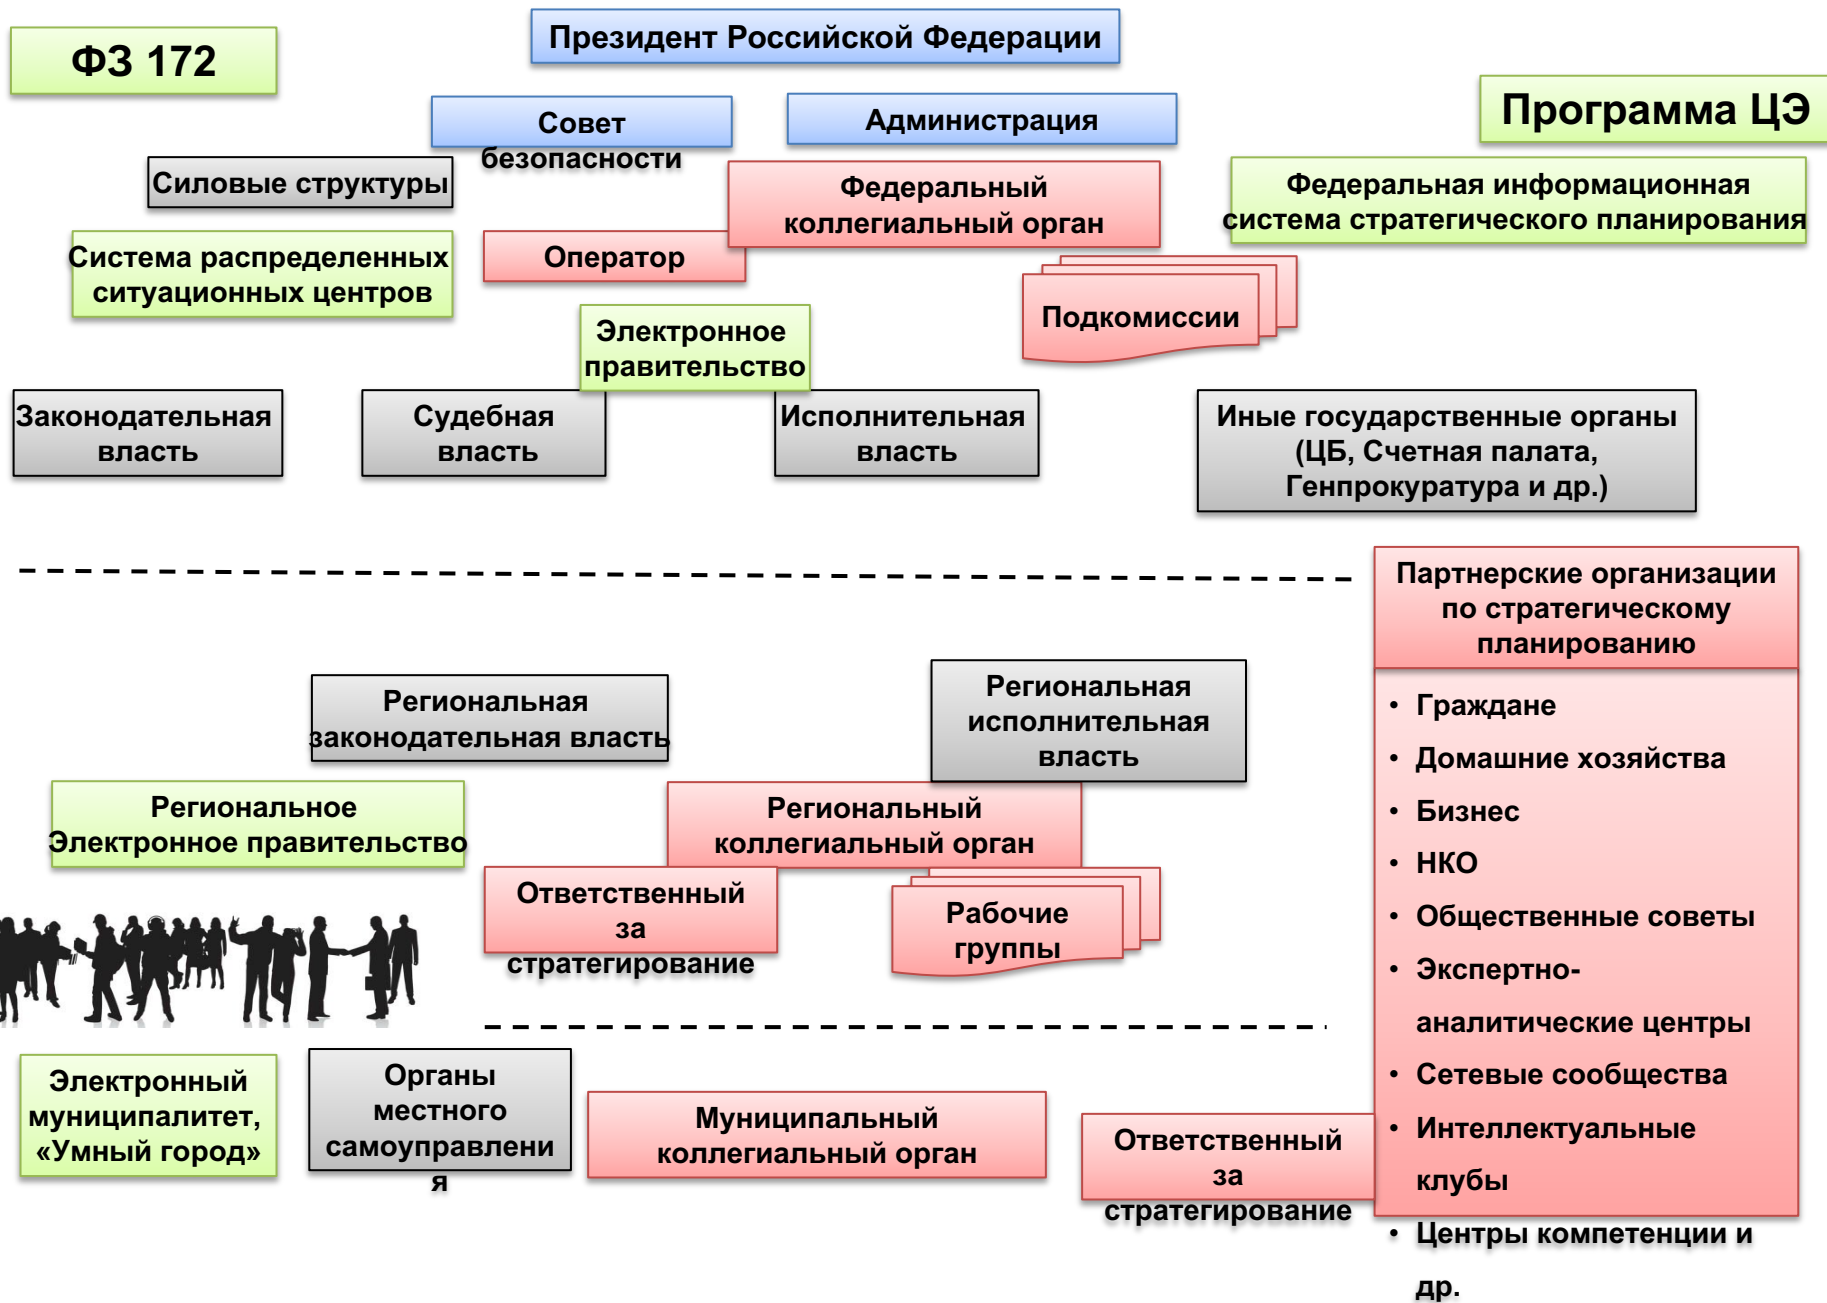 ФЗ 172
Президент Российской Федерации
Программа ЦЭ
Совет
безопасности
Администрация
Силовые структуры
Федеральный
коллегиальный орган
Федеральная информационная
система стратегического планирования
Система распределенных
ситуационных центров
Оператор
Подкомиссии
Электронное
правительство
Законодательная
власть
Судебная
власть
Исполнительная
власть
Иные государственные органы
(ЦБ, Счетная палата,
Генпрокуратура и др.)
Партнерские организации
по стратегическому
планированию
• Граждане
• Домашние хозяйства
• Бизнес
• НКО
• Общественные советы
• Экспертно-
аналитические центры
• Сетевые сообщества
• Интеллектуальные
клубы
• Центры компетенции и
др.
Региональная
законодательная власть
Региональная
исполнительная
власть
Региональное
Электронное правительство
Региональный
коллегиальный орган
Ответственный
за
стратегирование
Рабочие
группы
Электронный
муниципалитет,
«Умный город»
Органы
местного
самоуправлени
я
Муниципальный
коллегиальный орган
Ответственный
за
стратегирование